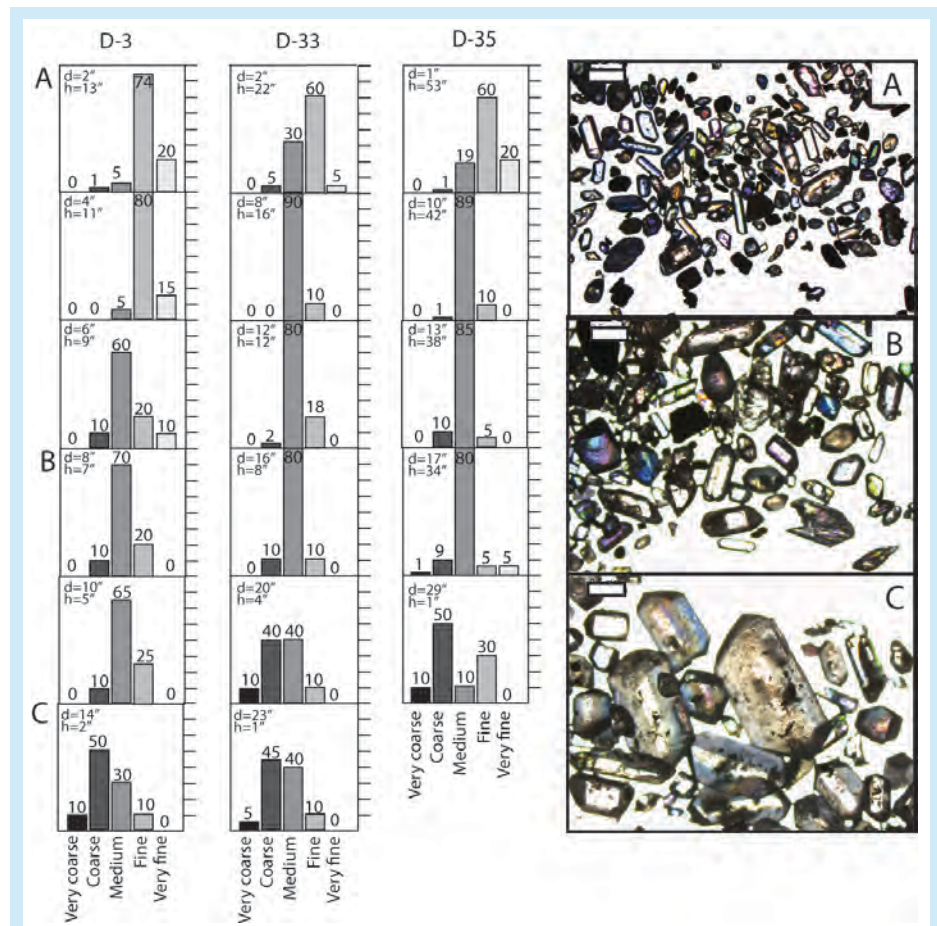 D-3
D-33
D-35
A
d=2"
h=13"
0
1
5
74
20
d=4"
h=11"
0
0
5
80
15
d=6"
h=9"
0
10
60
20
10
B
d=8"
h=7"
0
10
70
20
0
d=10"
h=5"
0
10
65
25
0
C
d=14"
h=2"
10
50
30
10
0
Very coarse
Coarse
Medium
Fine
Very fine
d=2"
h=22"
0
5
30
60
5
d=8"
h=16"
0
0
90
10
0
d=12"
h=12"
0
2
80
18
0
d=16"
h=8"
0
10
80
10
0
d=20"
h=4"
10
40
40
10
0
d=23"
h=1"
5
45
40
10
0
Very coarse
Coarse
Medium
Fine
Very fine
d=1"
h=53"
0
1
19
60
20
d=10"
h=42"
0
1
89
10
0
d=13"
h=38"
0
10
85
5
0
d=17"
h=34"
1
9
80
5
5
d=29"
h=1"
10
50
10
30
0
Very coarse
Coarse
Medium
Fine
Very fine
A
B
C